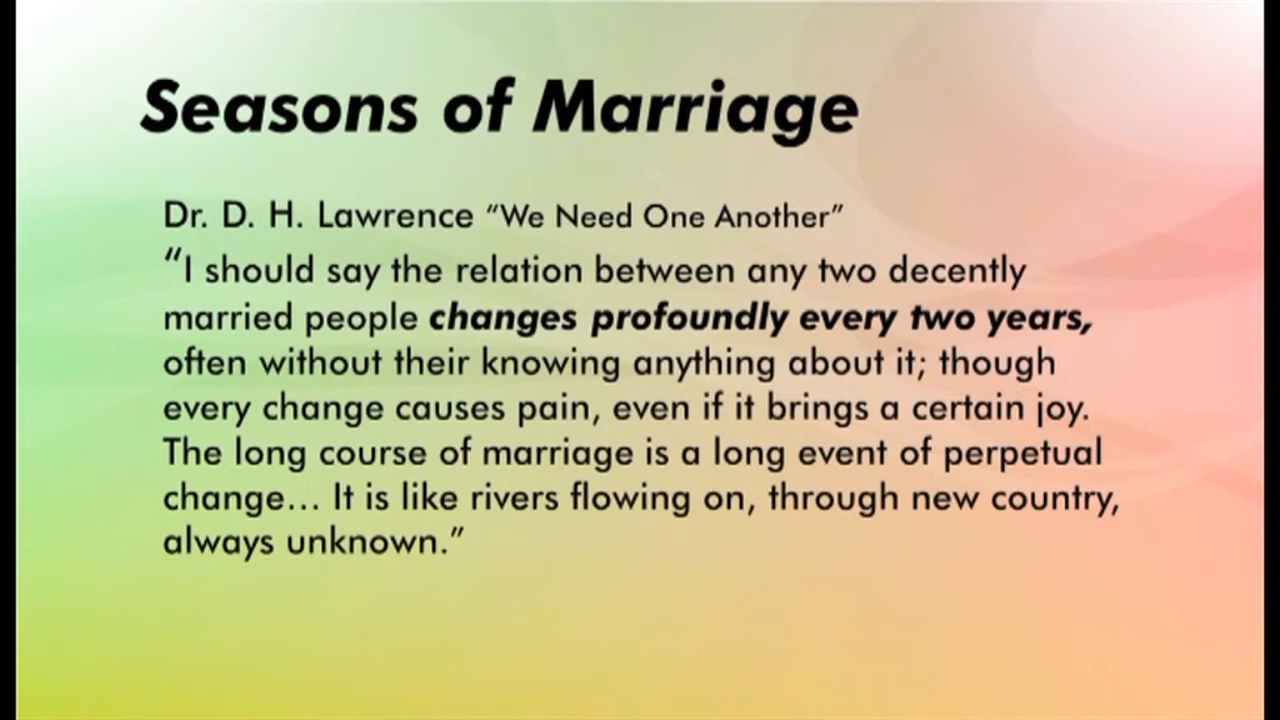 Seasons of Marriage
Dr. D. H. Lawrence “We Need One Another”
“I should say the relation between any two decently
married people changes profoundly every two years,
often without their knowing anything about it; though
every change causes pain, even if it brings a certain joy.
The long course of marriage is a long event of perpetual
change… It is like rivers flowing on, through new country,
always unknown.”